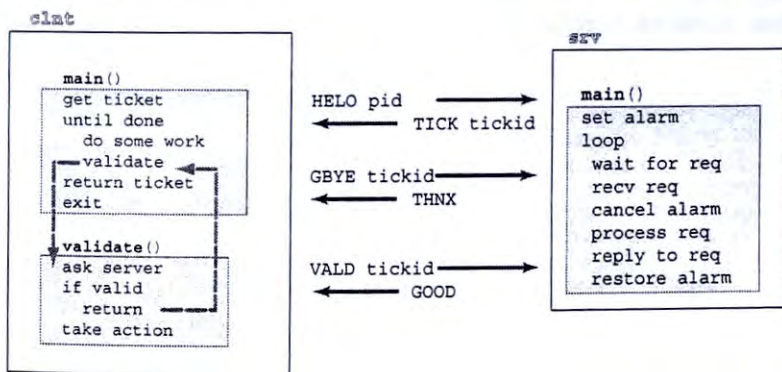 clnt
main()
get ticket
until done
do some work
validate
return ticket
exit
validate()
ask server
if valid
return
take action
HELO pid
TICK tickid
GBYE tickid
THNX
VALD tickid
GOOD
srv
main()
set alarm
loop
wait for req
recv req
cancel alarm
process req
reply to req
restore alarm